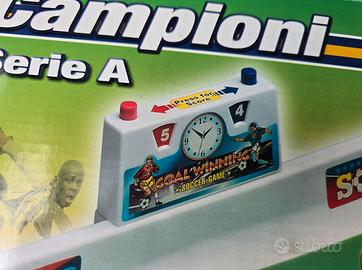 Campioni
Serie A
Press for
Score
5
4
GOAL WINNING
SOCCER GAME
subito